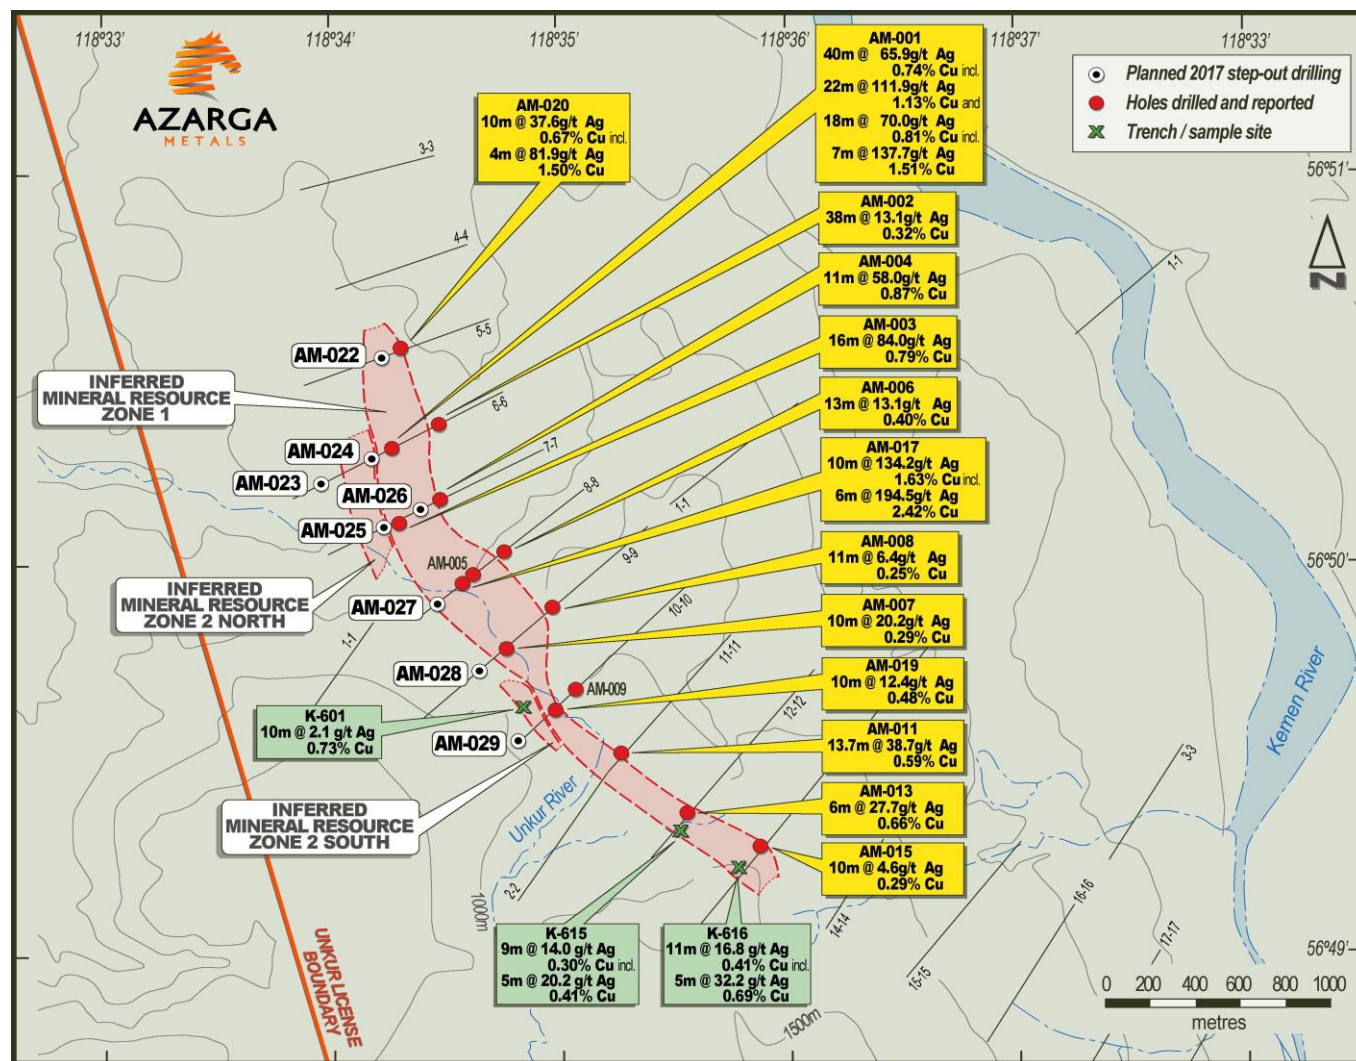 118°33'
118°34'
118°35'
118°36'
118°37'
118°33'
AZARGA
METALS
Planned 2017 step-out drilling
Holes drilled and reported
Trench / sample site
56°51'
56°50'
56°49'
N
AM-020
10m @ 37.6g/t Ag
0.67% Cu incl.
4m @ 81.9g/t Ag
1.50% Cu
AM-001
40m @ 65.9g/t Ag
0.74% Cu incl.
22m @ 111.9g/t Ag
1.13% Cu and
18m @ 70.0g/t Ag
0.81% Cu incl.
7m @ 137.7g/t Ag
1.51% Cu
AM-002
38m @ 13.1g/t Ag
0.32% Cu
AM-004
11m @ 58.0g/t Ag
0.87% Cu
AM-003
16m @ 84.0g/t Ag
0.79% Cu
AM-006
13m @ 13.1g/t Ag
0.40% Cu
AM-017
10m @ 134.2g/t Ag
1.63% Cu incl.
6m @ 194.5g/t Ag
2.42% Cu
AM-008
11m @ 6.4g/t Ag
0.25% Cu
AM-007
10m @ 20.2g/t Ag
0.29% Cu
AM-019
10m @ 12.4g/t Ag
0.48% Cu
AM-011
13.7m @ 38.7g/t Ag
0.59% Cu
AM-013
6m @ 27.7g/t Ag
0.66% Cu
AM-015
10m @ 4.6g/t Ag
0.29% Cu
3-3
4-4
5-5
6-6
7-7
8-8
1-1
9-9
10-10
11-11
12-12
1-1
1-1
2-2
3-3
14-14
15-15
16-16
17-17
AM-022
INFERRED
MINERAL RESOURCE
ZONE 1
AM-024
AM-023
AM-026
AM-025
AM-005
INFERRED
MINERAL RESOURCE
ZONE 2 NORTH
AM-027
AM-028
AM-009
K-601
10m @ 2.1 g/t Ag
0.73% Cu
AM-029
INFERRED
MINERAL RESOURCE
ZONE 2 SOUTH
Unkur River
Kemen River
1000m
1500m
UNKUR LICENSE
BOUNDARY
K-615
9m @ 14.0 g/t Ag
0.30% Cu incl.
5m @ 20.2 g/t Ag
0.41% Cu
K-616
11m @ 16.8 g/t Ag
0.41% Cu incl.
5m @ 32.2 g/t Ag
0.69% Cu
0 200 400 600 800 1000
metres